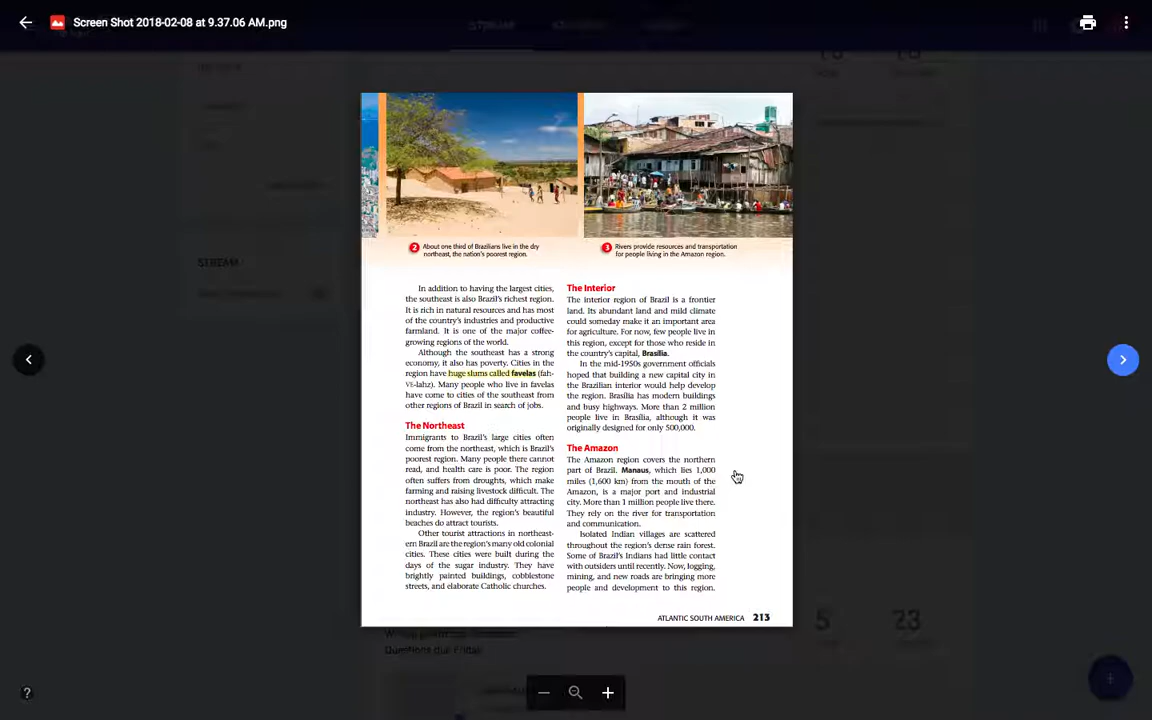 Screen Shot 2018-02-08 at 9.37.06 AM.png
STREAM
2 About one third of Brazilians live in the dry
northeast, the nation's poorest region.
3 Rivers provide resources and transportation
for people living in the Amazon region.
In addition to having the largest cities,
the southeast is also Brazil's richest region.
It is rich in natural resources and has most
of the country's industries and productive
farmland. It is one of the major coffee-
growing regions of the world.
Although the southeast has a strong
economy, it also has poverty. Cities in the
region have huge slums called favelas (fah-
VE-lahz). Many people who live in favelas
have come to cities of the southeast from
other regions of Brazil in search of jobs.
The Northeast
Immigrants to Brazil's large cities often
come from the northeast, which is Brazil's
poorest region. Many people there cannot
read, and health care is poor. The region
often suffers from droughts, which make
farming and raising livestock difficult. The
northeast has also had difficulty attracting
industry. However, the region's beautiful
beaches do attract tourists.
Other tourist attractions in northeast-
ern Brazil are the region's many old colonial
cities. These cities were built during the
days of the sugar industry. They have
brightly painted buildings, cobblestone
streets, and elaborate Catholic churches.
The Interior
The interior region of Brazil is a frontier
land. Its abundant land and mild climate
could someday make it an important area
for agriculture. For now, few people live in
this region, except for those who reside in
the country's capital, Brasília.
In the mid-1950s government officials
hoped that building a new capital city in
the Brazilian interior would help develop
the region. Brasília has modern buildings
and busy highways. More than 2 million
people live in Brasília, although it was
originally designed for only 500,000.
The Amazon
The Amazon region covers the northern
part of Brazil. Manaus, which lies 1,000
miles (1,600 km) from the mouth of the
Amazon, is a major port and industrial
city. More than 1 million people live there.
They rely on the river for transportation
and communication.
Isolated Indian villages are scattered
throughout the region's dense rain forest.
Some of Brazil's Indians had little contact
with outsiders until recently. Now, logging,
mining, and new roads are bringing more
people and development to this region.
ATLANTIC SOUTH AMERICA 213
STREAM
5 23
Questions due Friday
?